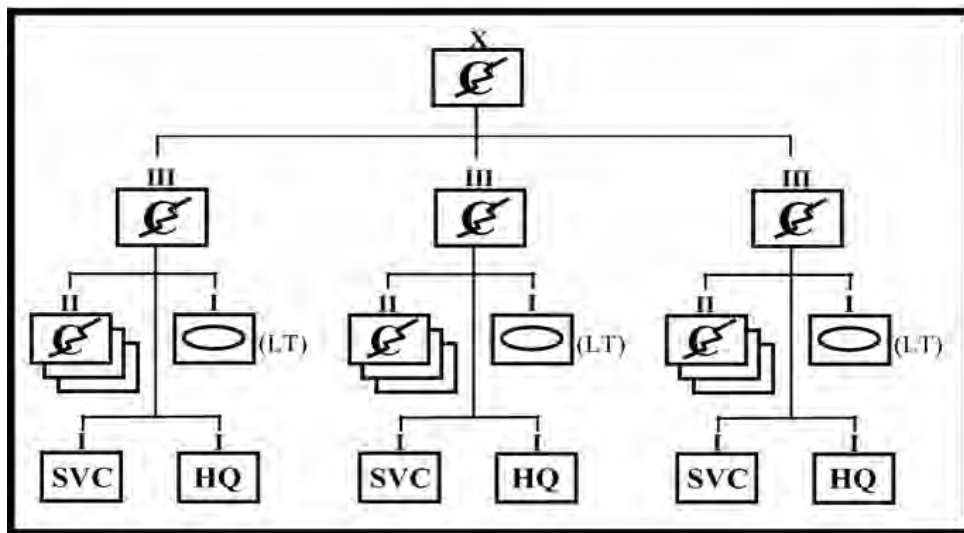 X
C
III III III
C C C
II I II I II I
C (LT) C (LT) C (LT)
I I I I I I
SVC HQ SVC HQ SVC HQ